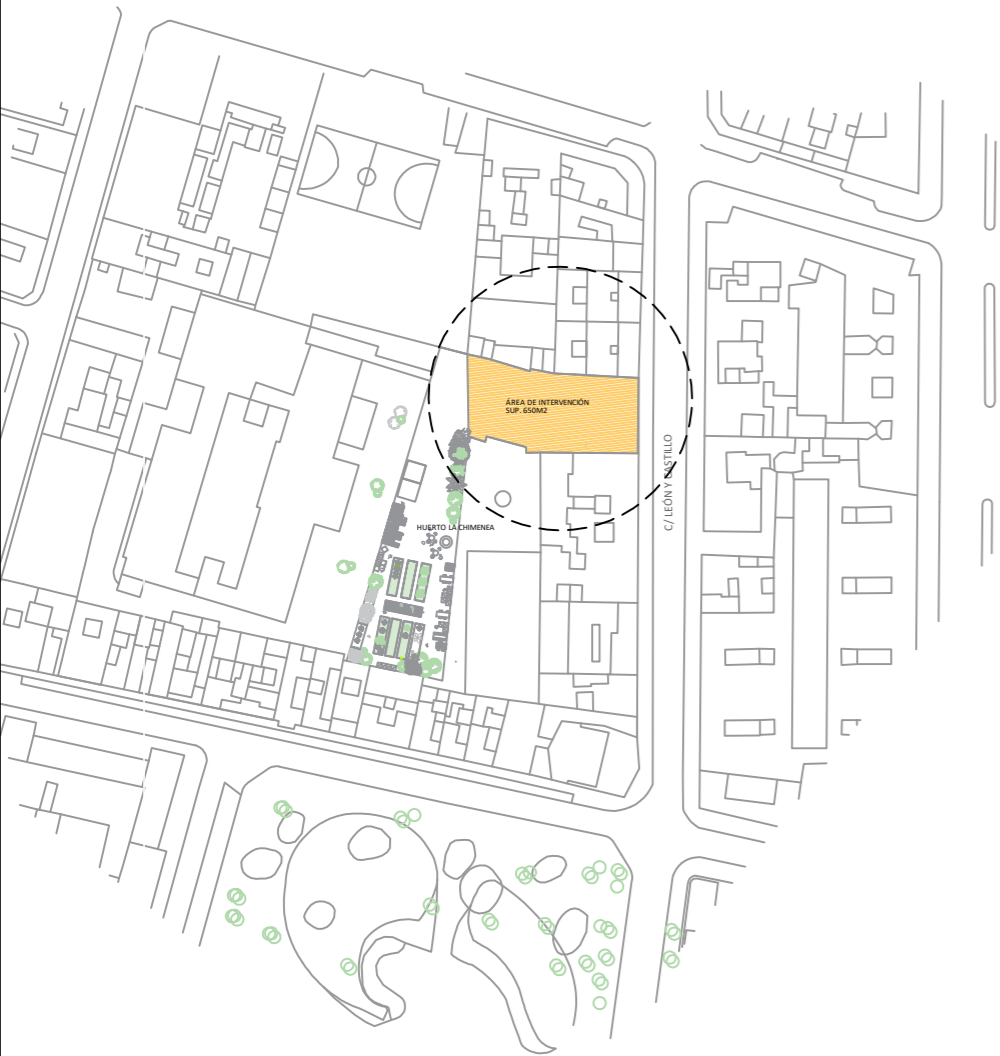 ÁREA DE INTERVENCIÓN
SUP. 650M2
C/ LEÓN Y CASTILLO
HUERTO LA CHIMENEA